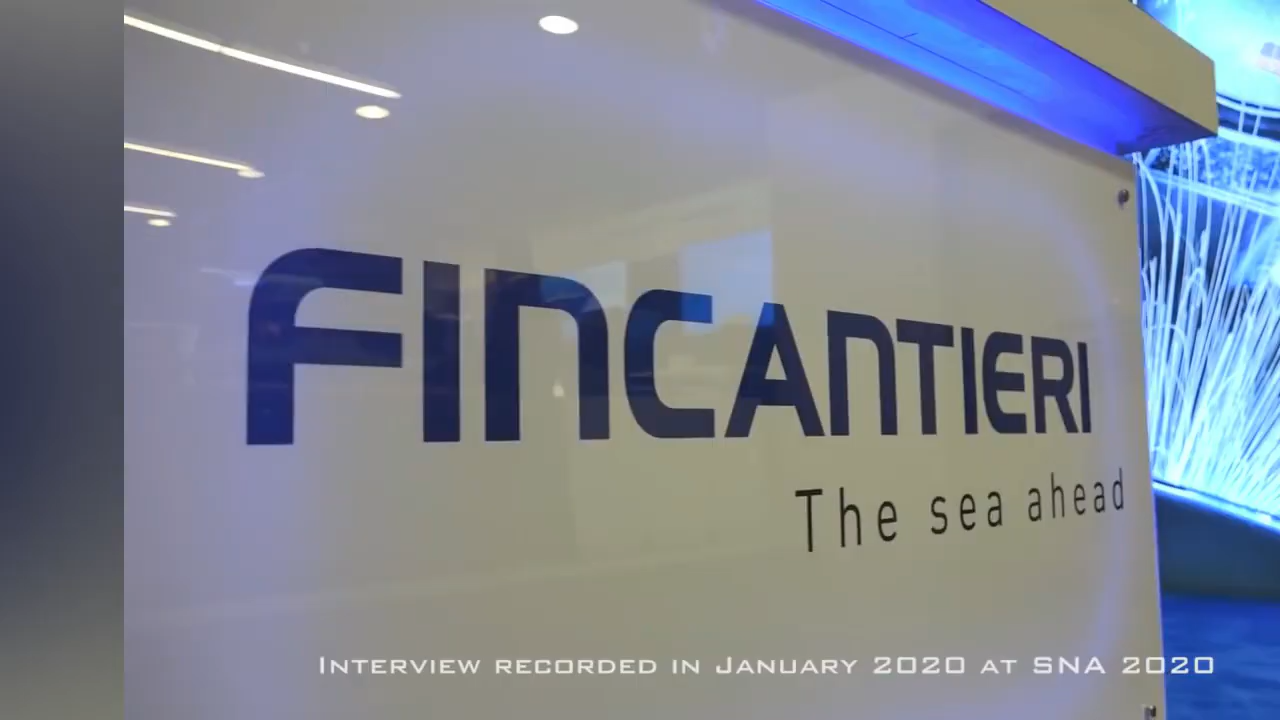 FINCANTIERI
The sea ahead
Interview recorded in January 2020 at SNA 2020